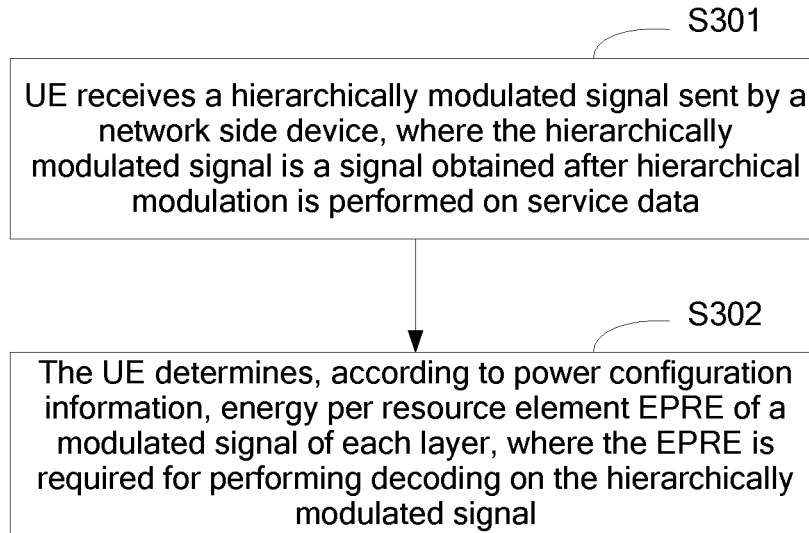 S301
UE receives a hierarchically modulated signal sent by a
network side device, where the hierarchically
modulated signal is a signal obtained after hierarchical
modulation is performed on service data
S302
The UE determines, according to power configuration
information, energy per resource element EPRE of a
modulated signal of each layer, where the EPRE is
required for performing decoding on the hierarchically
modulated signal